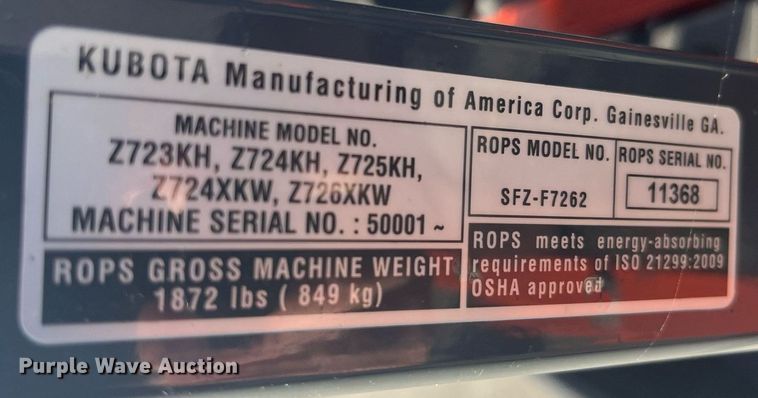 KUBOTA Manufacturing of America Corp. Gainesville GA.
MACHINE MODEL NO.
Z723KH, Z724KH, Z725KH,
Z724XKW, Z726XKW
MACHINE SERIAL NO. : 50001 ~
ROPS MODEL NO.
SFZ-F7262
ROPS SERIAL NO.
11368
ROPS GROSS MACHINE WEIGHT
1872 lbs ( 849 kg)
ROPS meets energy-absorbing
requirements of ISO 21299:2009
OSHA approved
Purple Wave Auction